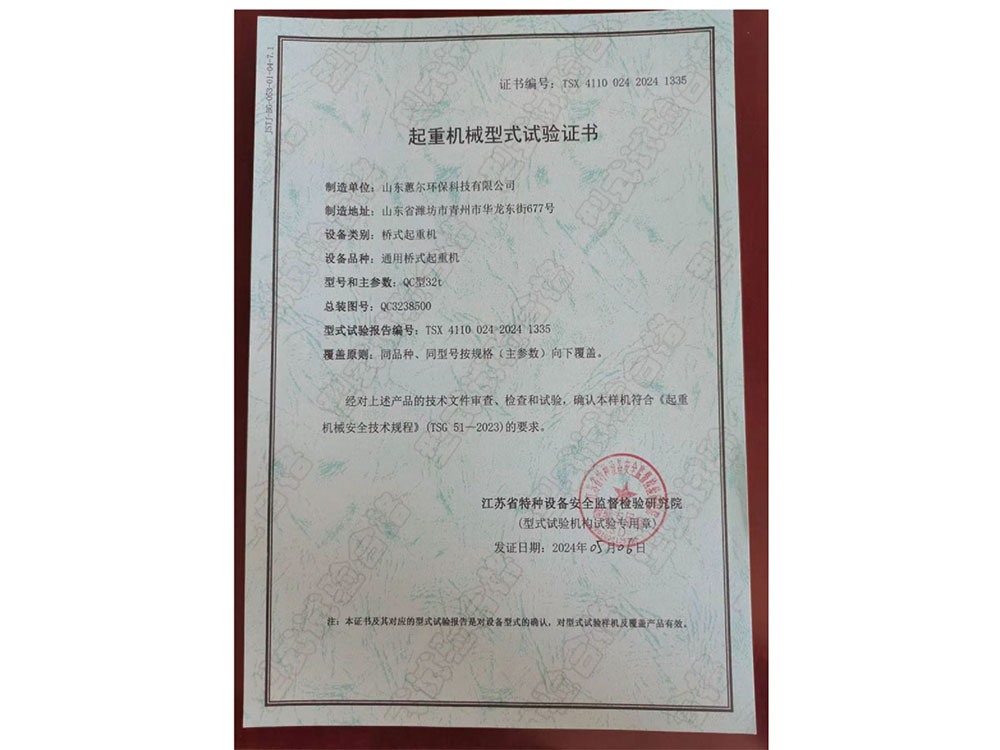 JSTJ-BG-053-01-04-7.1
证书编号：TSX 4110 024 2024 1335
起重机械型式试验证书
制造单位：山东蕙尔环保科技有限公司
制造地址：山东省潍坊市青州市华龙东街677号
设备类别：桥式起重机
设备品种：通用桥式起重机
型号和主参数：QC型32t
总装图号：QC3238500
型式试验报告编号：TSX 4110 024 2024 1335
覆盖原则：同品种、同型号按规格（主参数）向下覆盖。
经对上述产品的技术文件审查、检查和试验，确认本样机符合《起重
机械安全技术规程》(TSG 51－2023)的要求。
江苏省特种设备安全监督检验研究院
(型式试验机构试验专用章)
发证日期：2024年05月06日
注：本证书及其对应的型式试验报告是对设备型式的确认，对型式试验样机及覆盖产品有效。